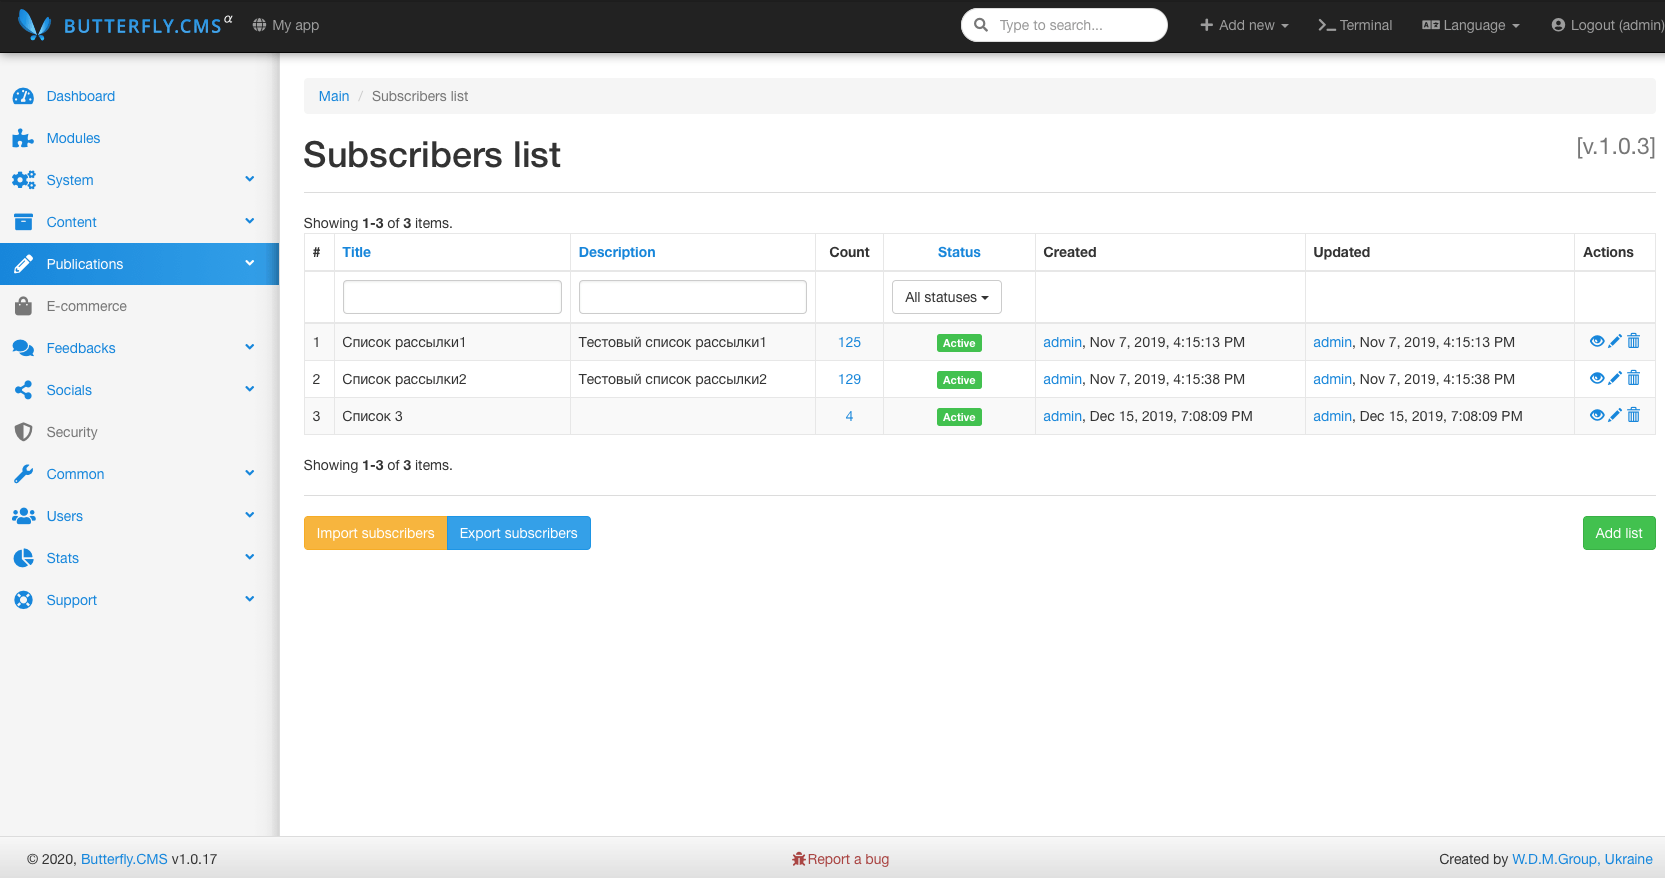 BUTTERFLY.CMS α My app Type to search... Add new Terminal Language Logout (admin)
Dashboard
Modules
System
Content
Publications
E-commerce
Feedbacks
Socials
Security
Common
Users
Stats
Support
Main / Subscribers list
Subscribers list [v.1.0.3]
Showing 1-3 of 3 items.
# Title Description Count Status Created Updated Actions
All statuses
1 Список рассылки1 Тестовый список рассылки1 125 Active admin, Nov 7, 2019, 4:15:13 PM admin, Nov 7, 2019, 4:15:13 PM
2 Список рассылки2 Тестовый список рассылки2 129 Active admin, Nov 7, 2019, 4:15:38 PM admin, Nov 7, 2019, 4:15:38 PM
3 Список 3 4 Active admin, Dec 15, 2019, 7:08:09 PM admin, Dec 15, 2019, 7:08:09 PM
Showing 1-3 of 3 items.
Import subscribers Export subscribers Add list
© 2020, Butterfly.CMS v1.0.17 Report a bug Created by W.D.M.Group, Ukraine